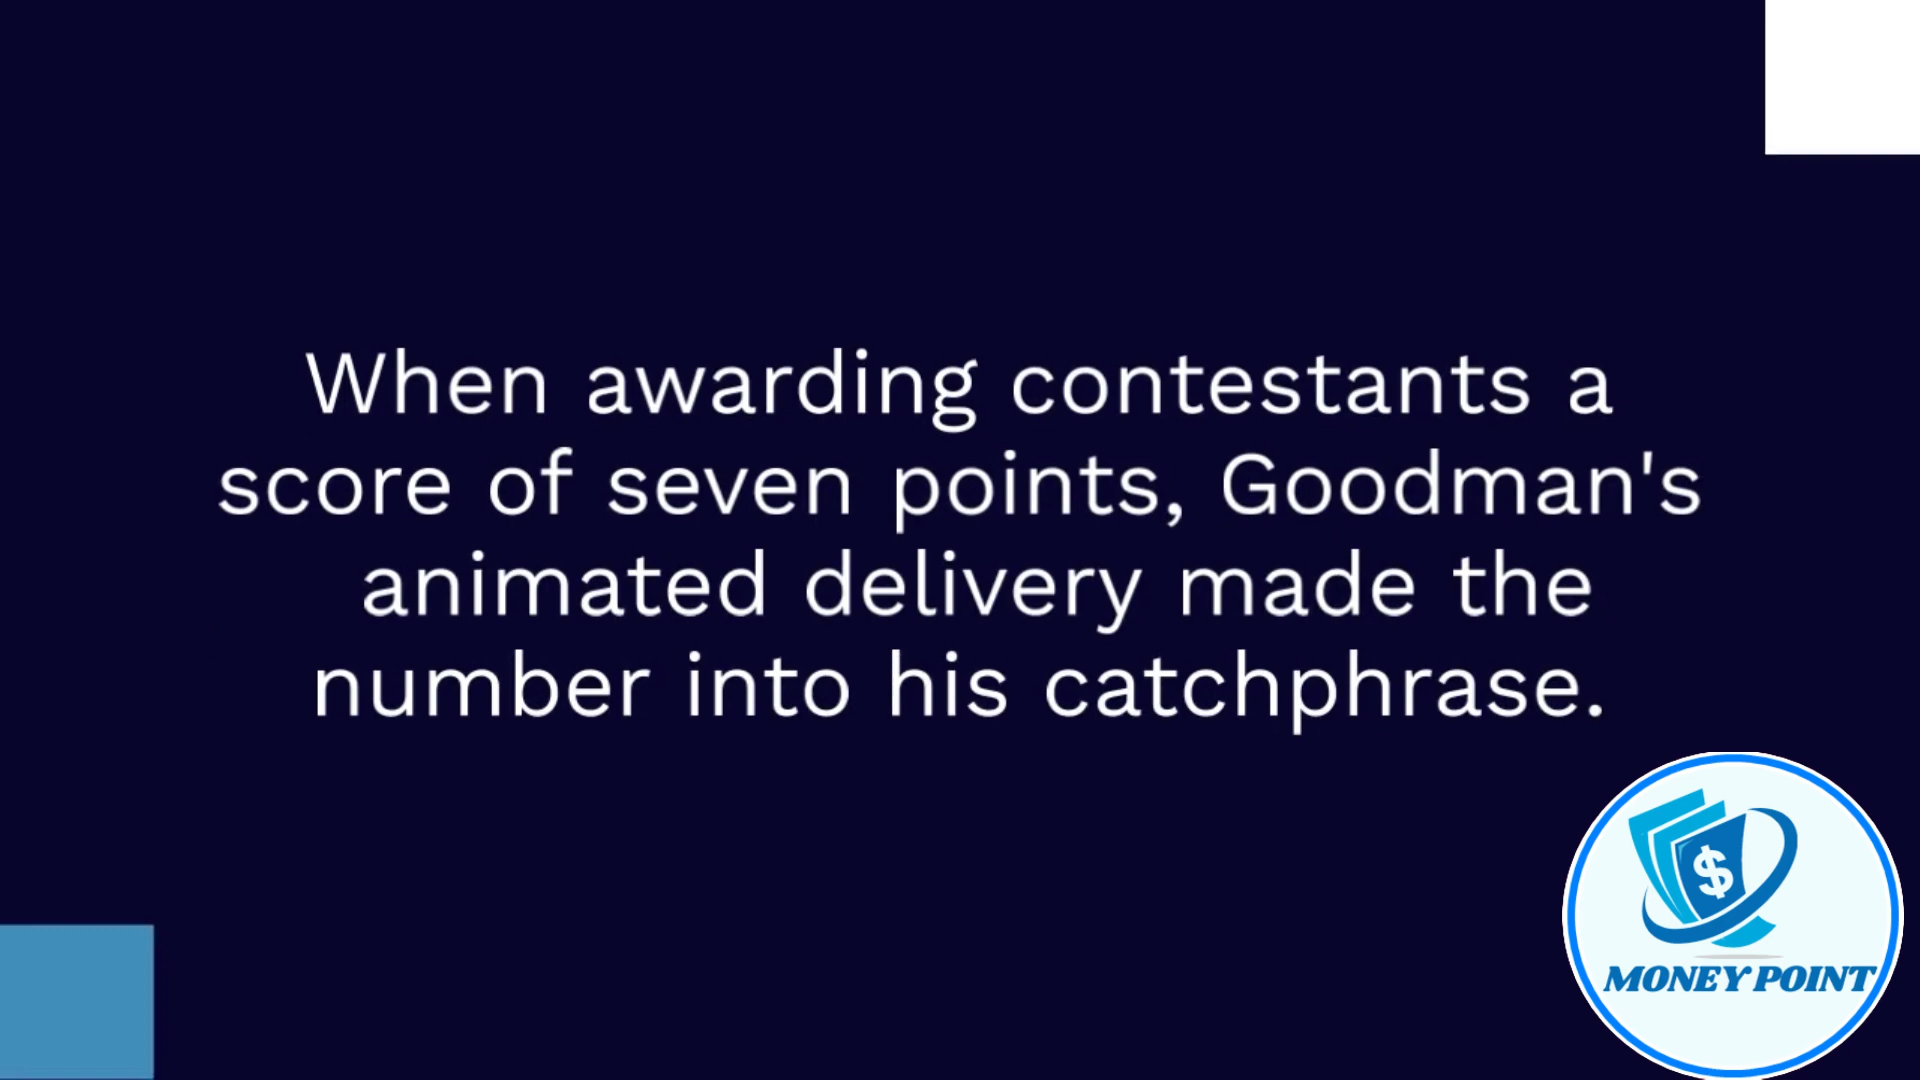 When awarding contestants a
score of seven points, Goodman's
animated delivery made the
number into his catchphrase.
$
MONEY POINT